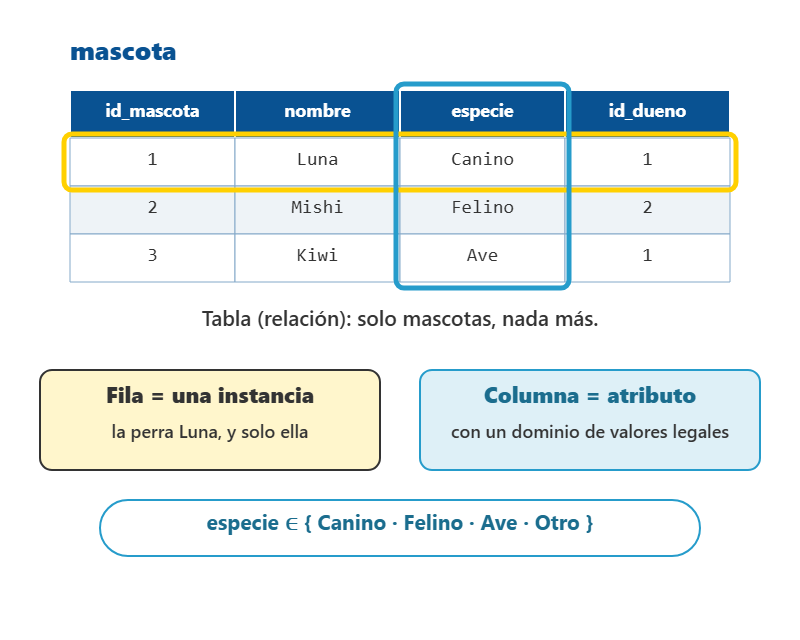 mascota
id_mascota nombre especie id_dueno
1 Luna Canino 1
2 Mishi Felino 2
3 Kiwi Ave 1
Tabla (relación): solo mascotas, nada más.
Fila = una instancia
la perra Luna, y solo ella
Columna = atributo
con un dominio de valores legales
especie ∈ { Canino · Felino · Ave · Otro }